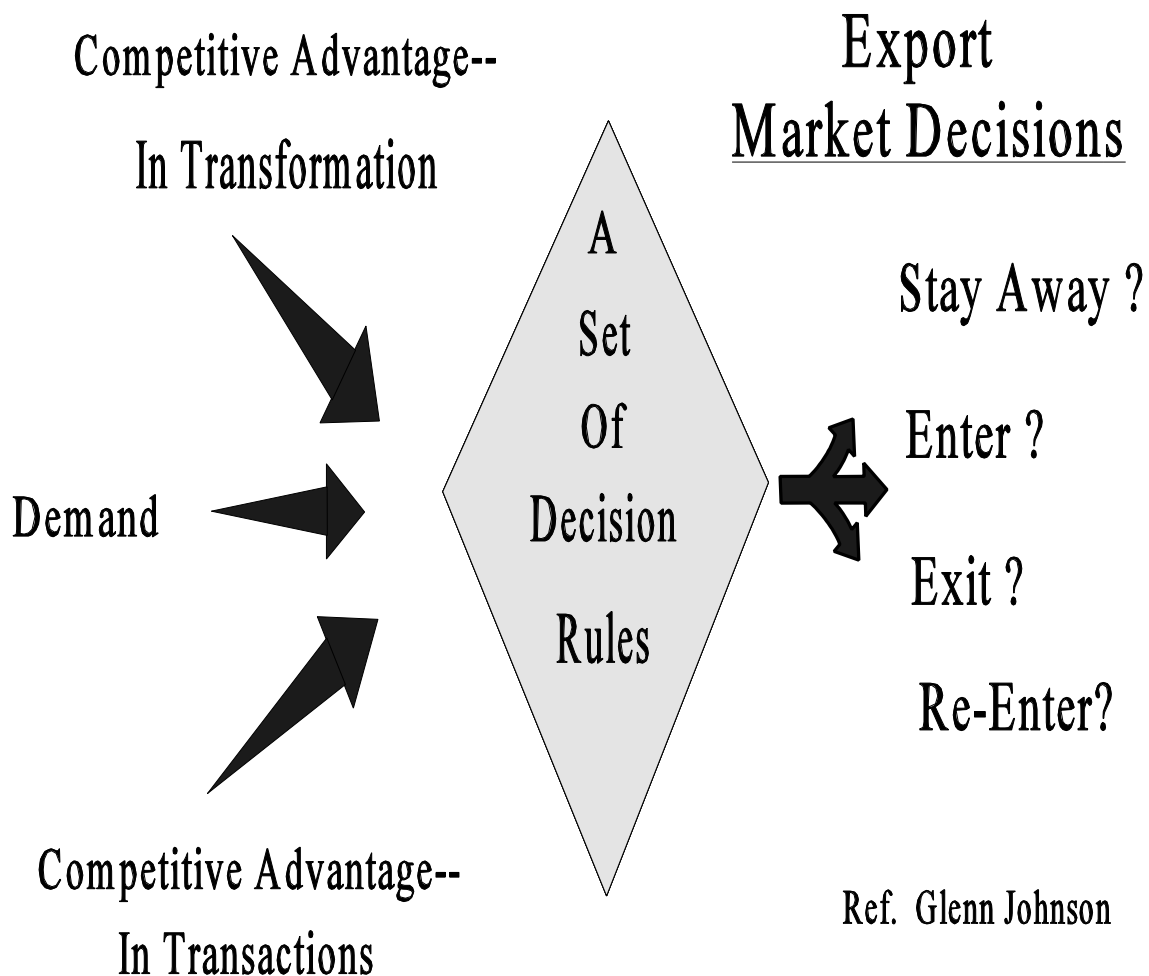 Competitive Advantage--
In Transformation
Demand
Competitive Advantage--
In Transactions
A
Set
Of
Decision
Rules
Export
Market Decisions
Stay Away ?
Enter ?
Exit ?
Re-Enter?
Ref. Glenn Johnson